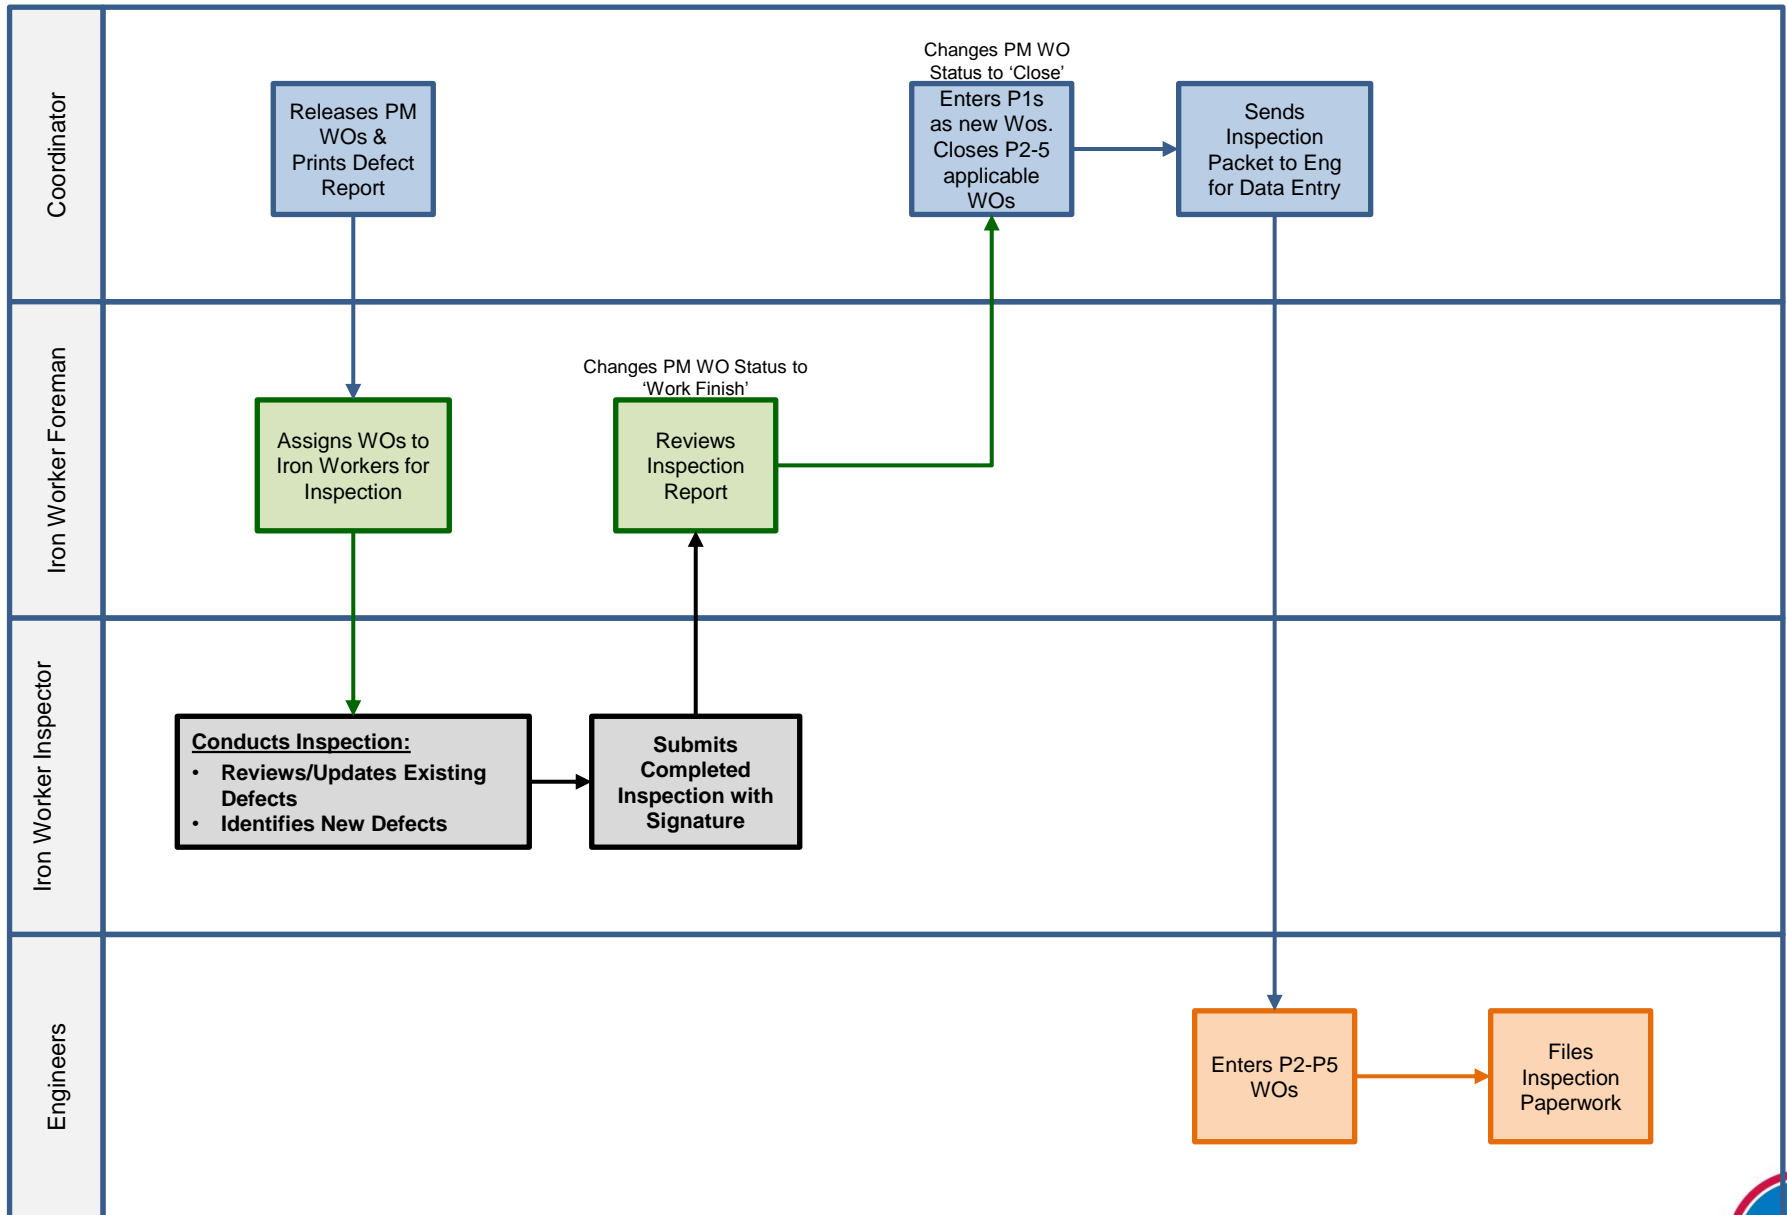 Coordinator
Releases PM
WOs &
Prints Defect
Report
Changes PM WO
Status to ‘Close’
Enters P1s
as new Wos.
Closes P2-5
applicable
WOs
Sends
Inspection
Packet to Eng
for Data Entry
Iron Worker Foreman
Assigns WOs to
Iron Workers for
Inspection
Changes PM WO Status to
‘Work Finish’
Reviews
Inspection
Report
Iron Worker Inspector
Conducts Inspection:
• Reviews/Updates Existing
Defects
• Identifies New Defects
Submits
Completed
Inspection with
Signature
Engineers
Enters P2-P5
WOs
Files
Inspection
Paperwork